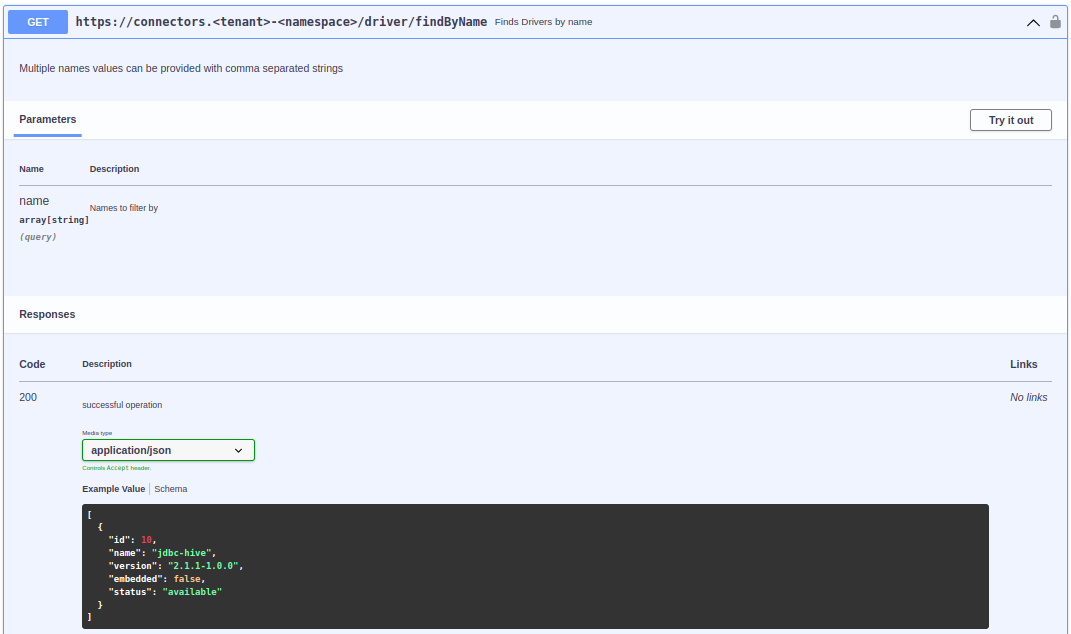 GET https://connectors.<tenant>-<namespace>/driver/findByName Finds Drivers by name
Multiple names values can be provided with comma separated strings
Parameters
Try it out
Name Description
name
array[string]
(query)
Names to filter by
Responses
Code Description Links
200
successful operation
No links
Media type
application/json
Controls Accept header.
Example Value Schema
[
  {
    "id": 10,
    "name": "jdbc-hive",
    "version": "2.1.1-1.0.0",
    "embedded": false,
    "status": "available"
  }
]